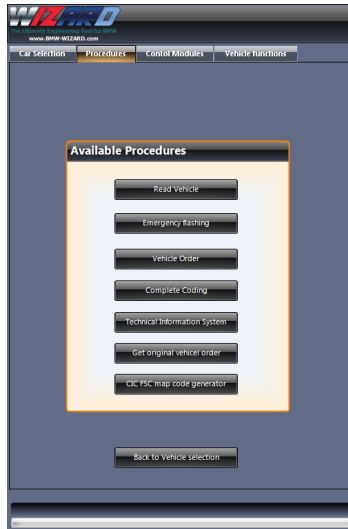 WIZARD
The Ultimate Engineering Tool for BMW
www.BMW-WIZARD.com
Car Selection Procedures Contol Modules Vehicle functions
Available Procedures
Read Vehicle
Emergency flashing
Vehicle Order
Complete Coding
Technical Information System
Get original vehicel order
CIC FSC map code generator
Back to Vehicle selection